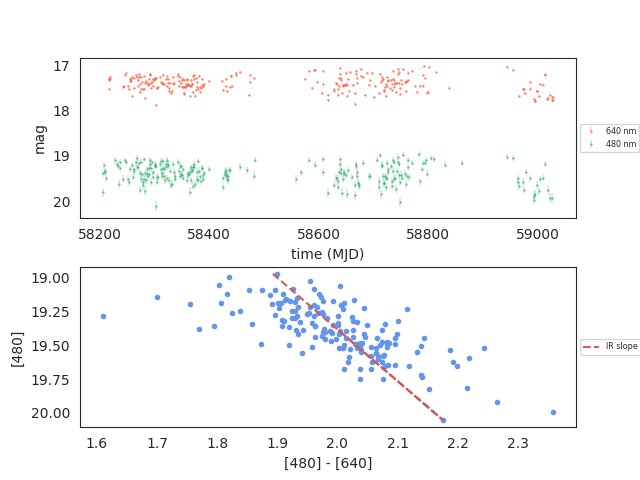 17
18
19
20
mag
58200 58400 58600 58800 59000
time (MJD)
640 nm
480 nm
19.00
19.25
19.50
19.75
20.00
[480]
1.6 1.7 1.8 1.9 2.0 2.1 2.2 2.3
[480] - [640]
IR slope